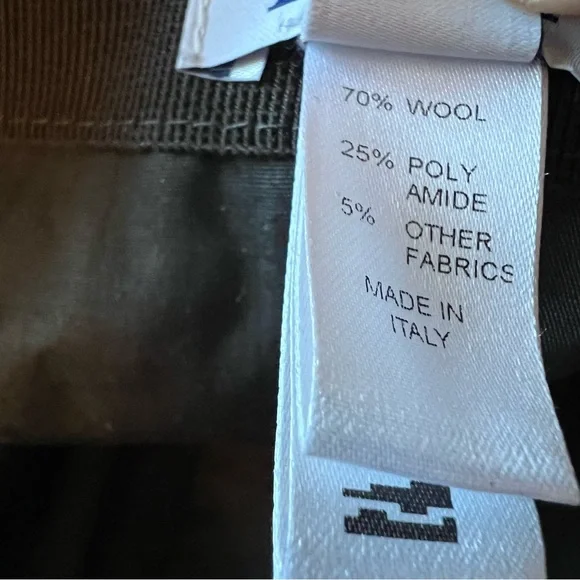 70% WOOL
25% POLY
AMIDE
5% OTHER
FABRICS
MADE IN
ITALY